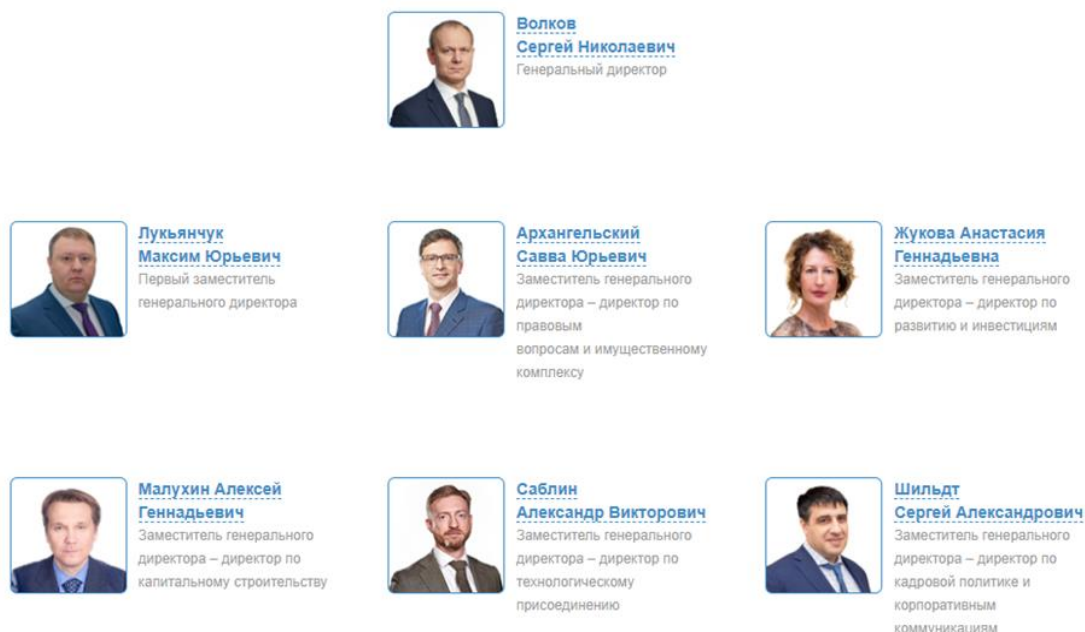 Волков
Сергей Николаевич
Генеральный директор
Лукьянчук
Максим Юрьевич
Первый заместитель
генерального директора
Архангельский
Савва Юрьевич
Заместитель генерального
директора – директор по
правовым
вопросам и имущественному
комплексу
Жукова Анастасия
Геннадьевна
Заместитель генерального
директора – директор по
развитию и инвестициям
Малухин Алексей
Геннадьевич
Заместитель генерального
директора – директор по
капитальному строительству
Саблин
Александр Викторович
Заместитель генерального
директора – директор по
технологическому
присоединению
Шильдт
Сергей Александрович
Заместитель генерального
директора – директор по
кадровой политике и
корпоративным
коммуникациям